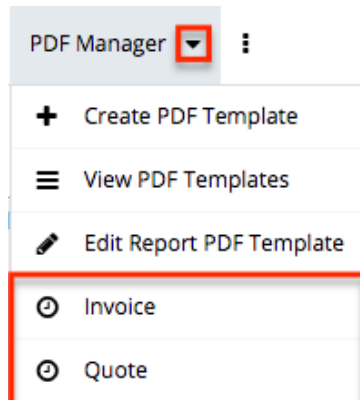 PDF Manager
Create PDF Template
View PDF Templates
Edit Report PDF Template
Invoice
Quote